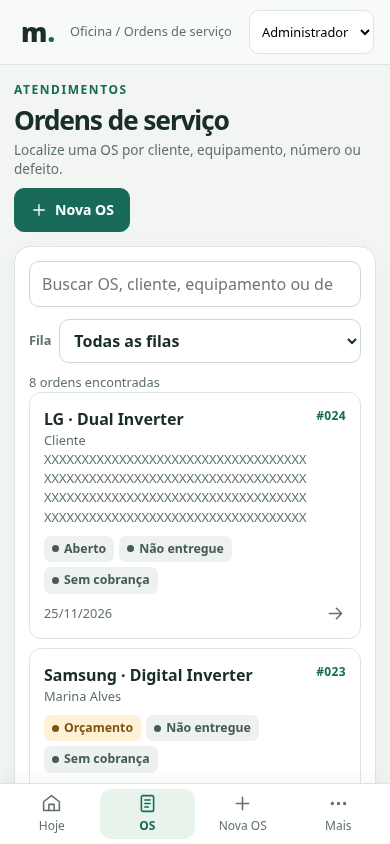 m.
Oficina / Ordens de serviço
Administrador
ATENDIMENTOS
Ordens de serviço
Localize uma OS por cliente, equipamento, número ou
defeito.
Nova OS
Buscar OS, cliente, equipamento ou de
Fila
Todas as filas
8 ordens encontradas
LG · Dual Inverter
#024
Cliente
XXXXXXXXXXXXXXXXXXXXXXXXXXXXXXXXXXX
XXXXXXXXXXXXXXXXXXXXXXXXXXXXXXXXXXX
XXXXXXXXXXXXXXXXXXXXXXXXXXXXXXXXXXX
XXXXXXXXXXXXXXXXXXXXXXXXXXXXXXXXXXX
Aberto
Não entregue
Sem cobrança
25/11/2026
Samsung · Digital Inverter
#023
Marina Alves
Orçamento
Não entregue
Sem cobrança
Hoje
OS
Nova OS
Mais